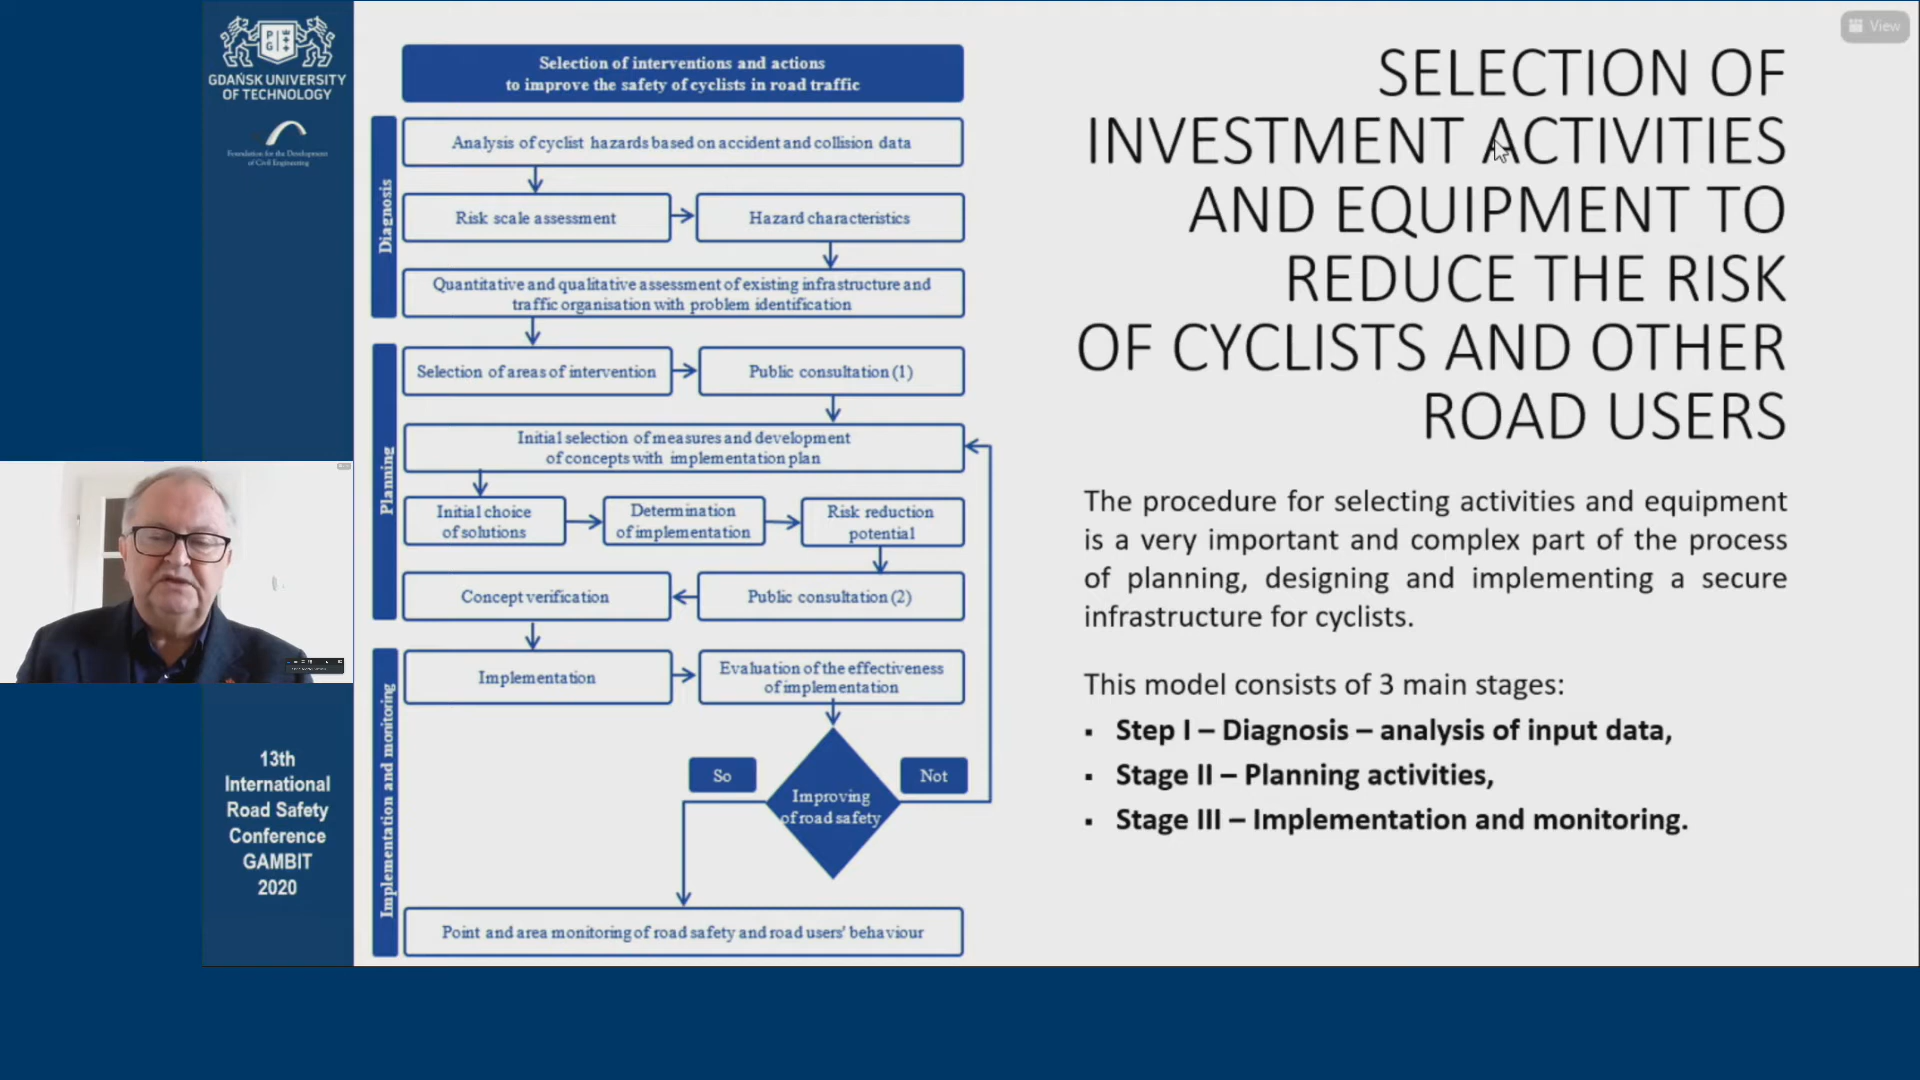 View
P G
GDAŃSK UNIVERSITY
OF TECHNOLOGY
Foundation for the Development
of Civil Engineering
13th
International
Road Safety
Conference
GAMBIT
2020
Selection of interventions and actions
to improve the safety of cyclists in road traffic
Diagnosis
Analysis of cyclist hazards based on accident and collision data
Risk scale assessment
Hazard characteristics
Quantitative and qualitative assessment of existing infrastructure and
traffic organisation with problem identification
Planning
Selection of areas of intervention
Public consultation (1)
Initial selection of measures and development
of concepts with implementation plan
Initial choice
of solutions
Determination
of implementation
Risk reduction
potential
Concept verification
Public consultation (2)
Implementation and monitoring
Implementation
Evaluation of the effectiveness
of implementation
So
Not
Improving
of road safety
Point and area monitoring of road safety and road users' behaviour
SELECTION OF
INVESTMENT ACTIVITIES
AND EQUIPMENT TO
REDUCE THE RISK
OF CYCLISTS AND OTHER
ROAD USERS
The procedure for selecting activities and equipment
is a very important and complex part of the process
of planning, designing and implementing a secure
infrastructure for cyclists.
This model consists of 3 main stages:
▪ Step I – Diagnosis – analysis of input data,
▪ Stage II – Planning activities,
▪ Stage III – Implementation and monitoring.